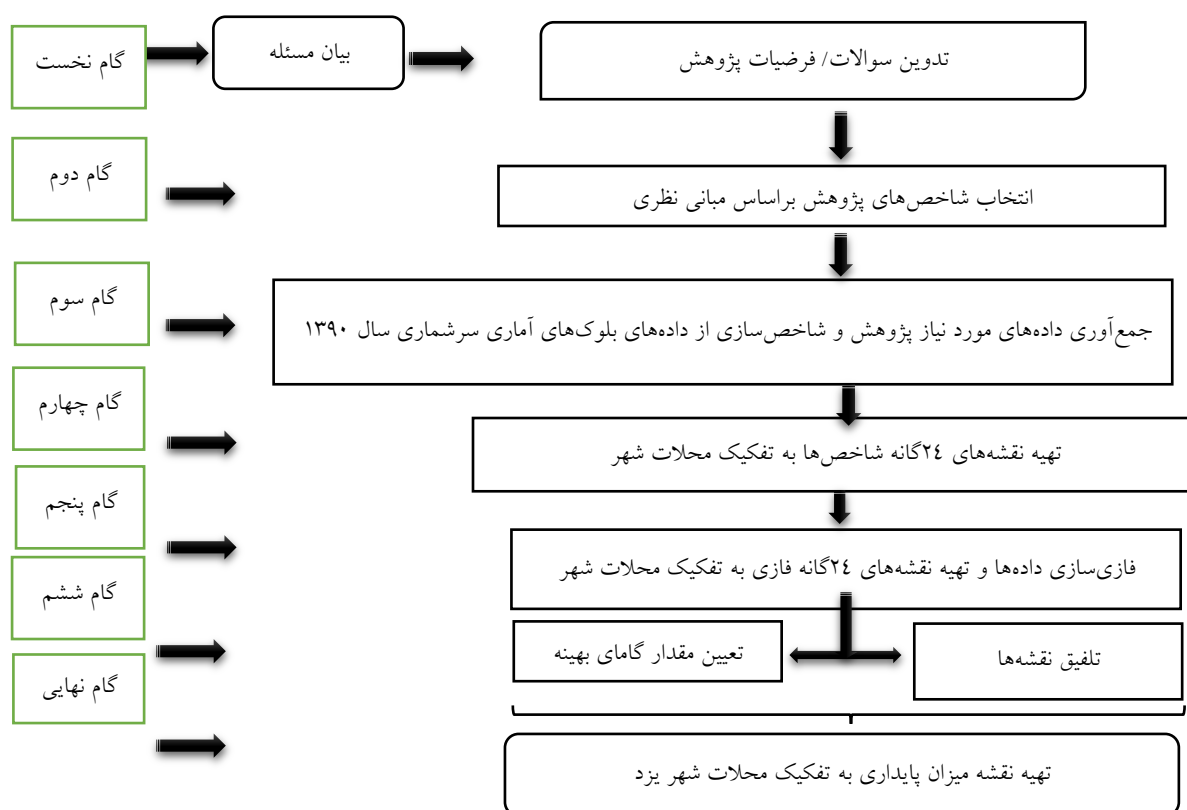 گام نخست
بیان مسئله
تدوین سوالات/ فرضیات پژوهش
گام دوم
انتخاب شاخص‌های پژوهش براساس مبانی نظری
گام سوم
جمع‌آوری داده‌های مورد نیاز پژوهش و شاخص‌سازی از داده‌های بلوک‌های آماری سرشماری سال ۱۳۹۰
گام چهارم
تهیه نقشه‌های ۲٤گانه شاخص‌ها به تفکیک محلات شهر
گام پنجم
فازی‌سازی داده‌ها و تهیه نقشه‌های ۲٤گانه فازی به تفکیک محلات شهر
گام ششم
تعیین مقدار گامای بهینه
تلفیق نقشه‌ها
گام نهایی
تهیه نقشه میزان پایداری به تفکیک محلات شهر یزد